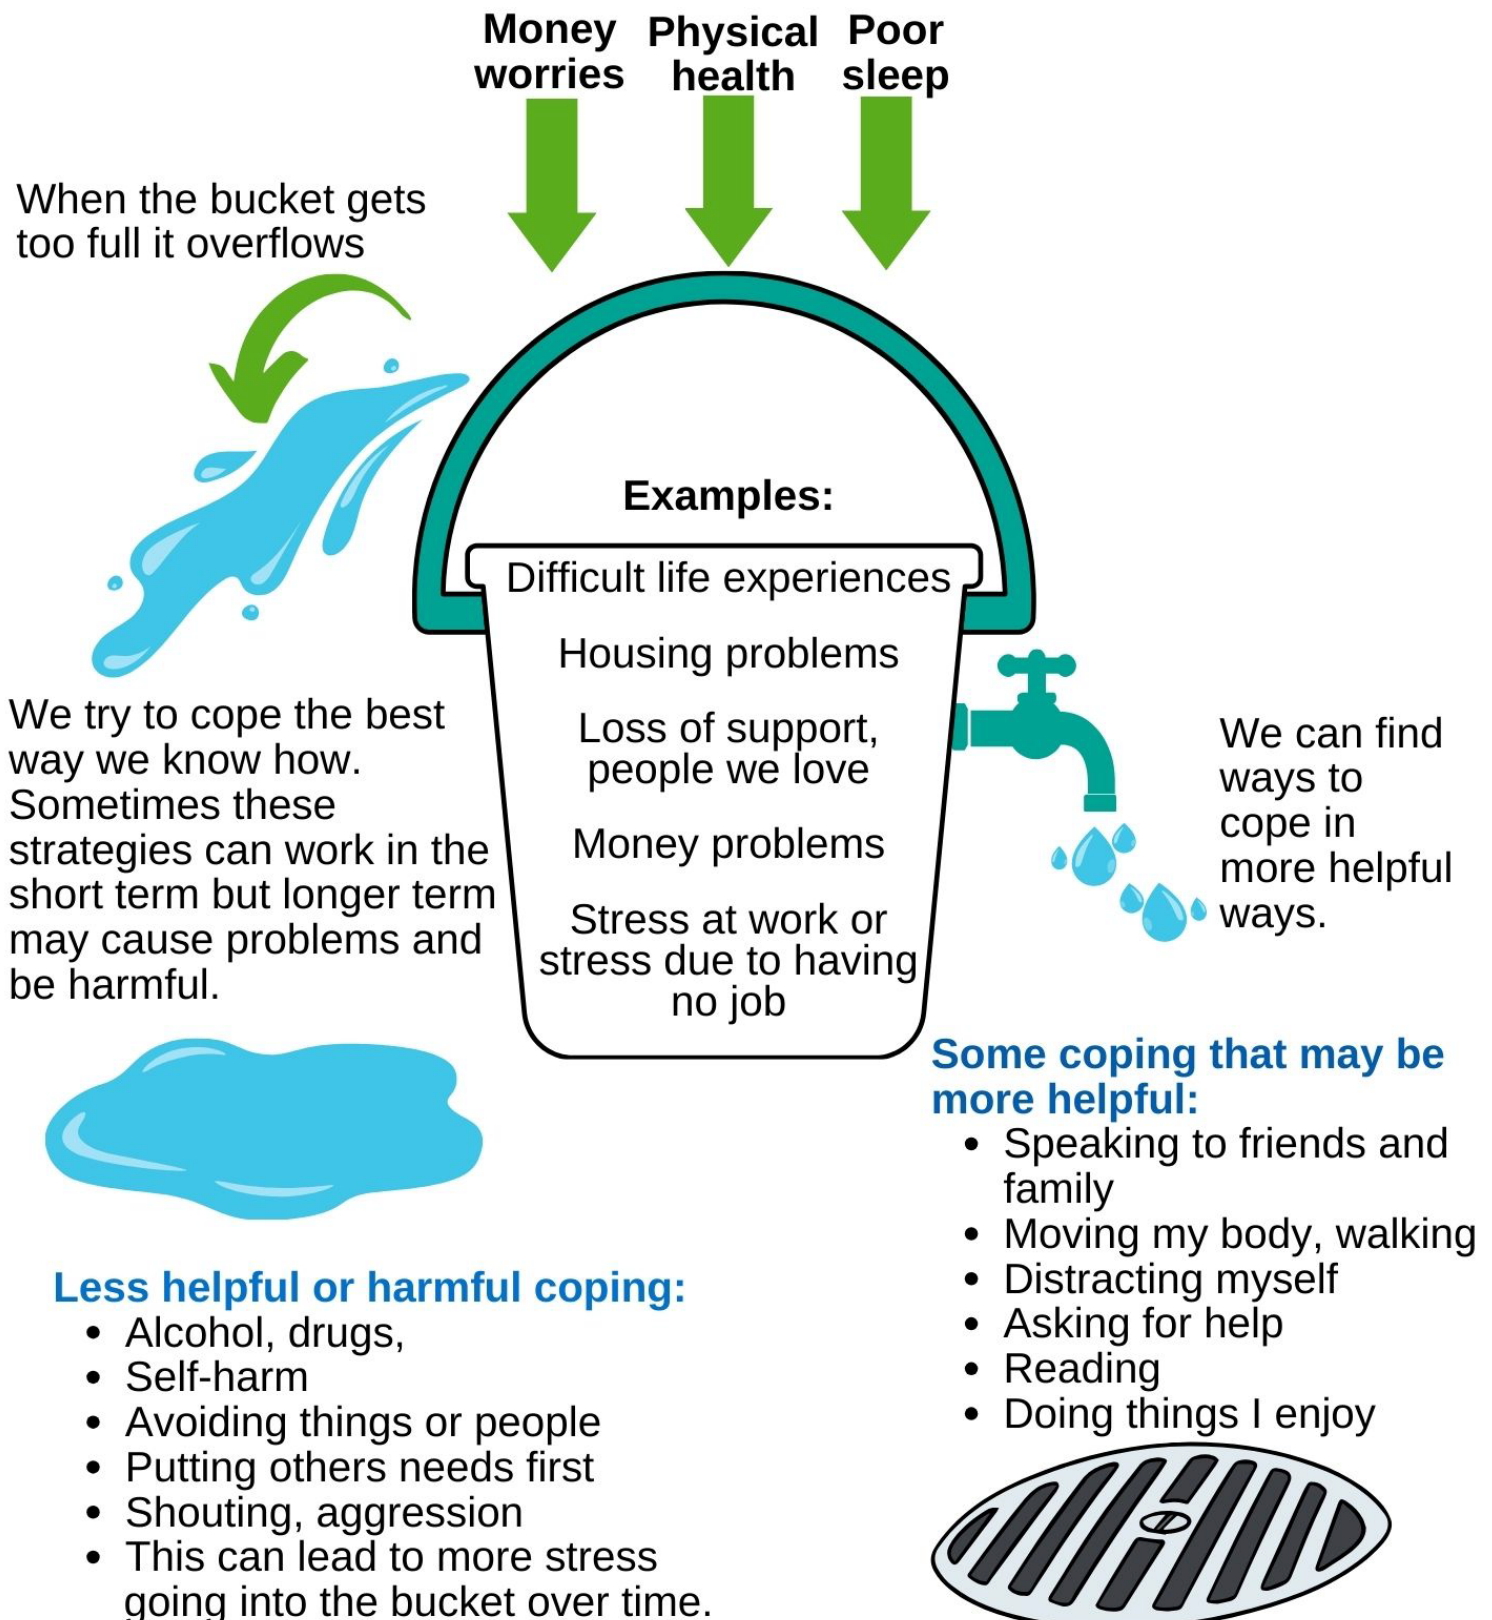 Money
worries
Physical
health
Poor
sleep
When the bucket gets
too full it overflows
Examples:
Difficult life experiences
Housing problems
Loss of support,
people we love
Money problems
Stress at work or
stress due to having
no job
We try to cope the best
way we know how.
Sometimes these
strategies can work in the
short term but longer term
may cause problems and
be harmful.
We can find
ways to
cope in
more helpful
ways.
Some coping that may be
more helpful:
• Speaking to friends and
family
• Moving my body, walking
• Distracting myself
• Asking for help
• Reading
• Doing things I enjoy
Less helpful or harmful coping:
• Alcohol, drugs,
• Self-harm
• Avoiding things or people
• Putting others needs first
• Shouting, aggression
• This can lead to more stress
going into the bucket over time.